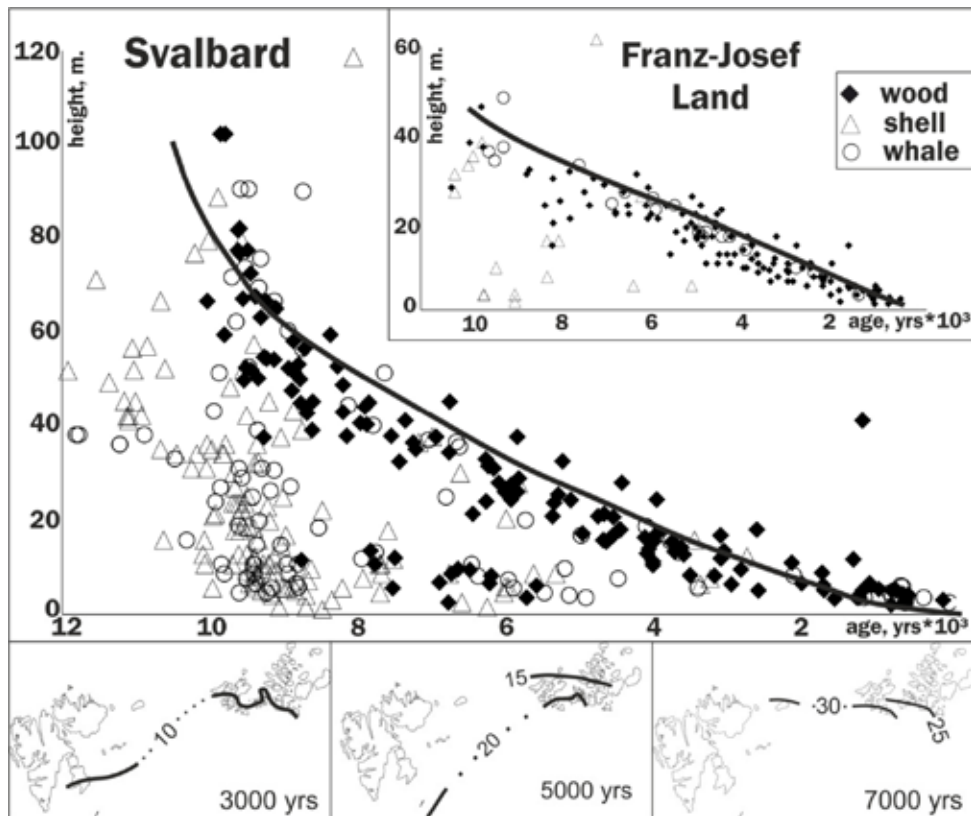 Svalbard
height, m.
120
100
80
60
40
20
0
12 10 8 6 4 2 age, yrs*10³
Franz-Josef
Land
height, m.
60
40
20
0
10 8 6 4 2 age, yrs*10³
wood
shell
whale
10
3000 yrs
15
20
5000 yrs
30
25
7000 yrs